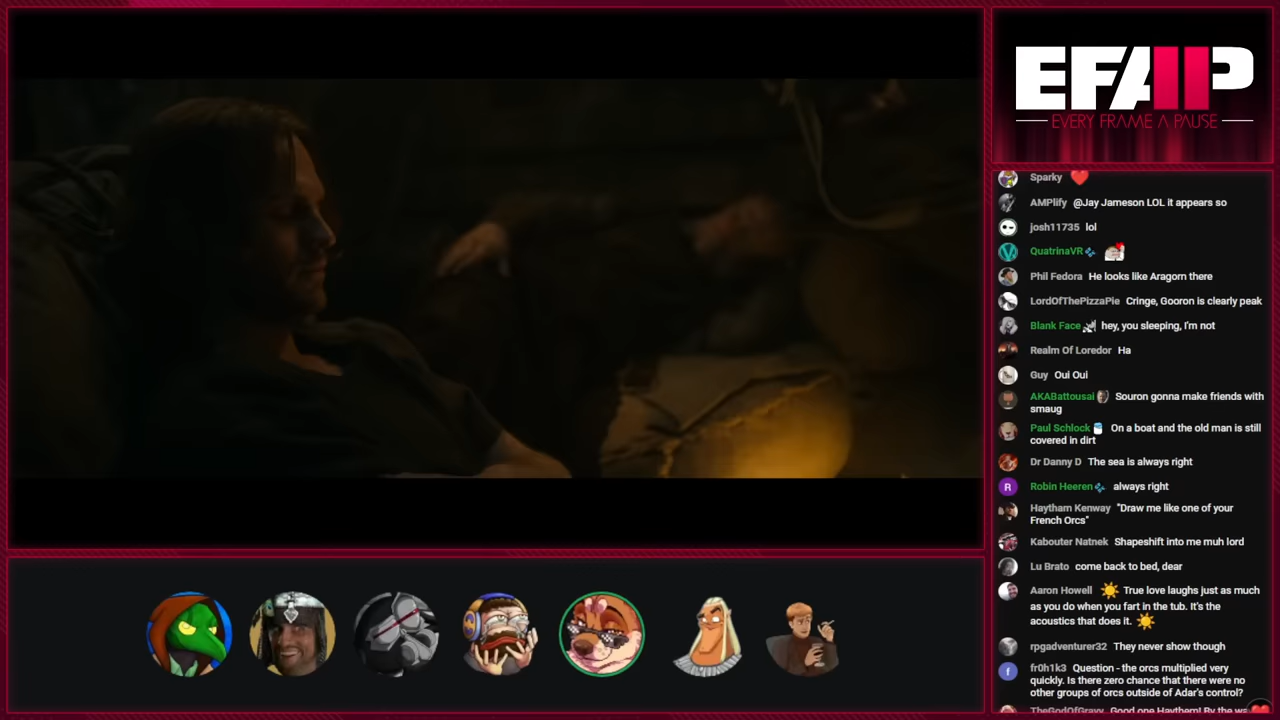 EFAP
EVERY FRAME A PAUSE
Sparky
AMPlify @Jay Jameson LOL it appears so
josh11735 lol
QuatrinaVR
Phil Fedora He looks like Aragorn there
LordOfThePizzaPie Cringe, Gooron is clearly peak
Blank Face hey, you sleeping, I'm not
Realm Of Loredor Ha
Guy Oui Oui
AKABattousai Souron gonna make friends with
smaug
Paul Schlock On a boat and the old man is still
covered in dirt
Dr Danny D The sea is always right
R
Robin Heeren always right
Haytham Kenway "Draw me like one of your
French Orcs"
Kabouter Natnek Shapeshift into me muh lord
Lu Brato come back to bed, dear
Aaron Howell True love laughs just as much
as you do when you fart in the tub. It's the
acoustics that does it.
rpgadventurer32 They never show though
f
fr0h1k3 Question - the orcs multiplied very
quickly. Is there zero chance that there were no
other groups of orcs outside of Adar's control?
TheGodOfGravy Good one Haythem! By the wa